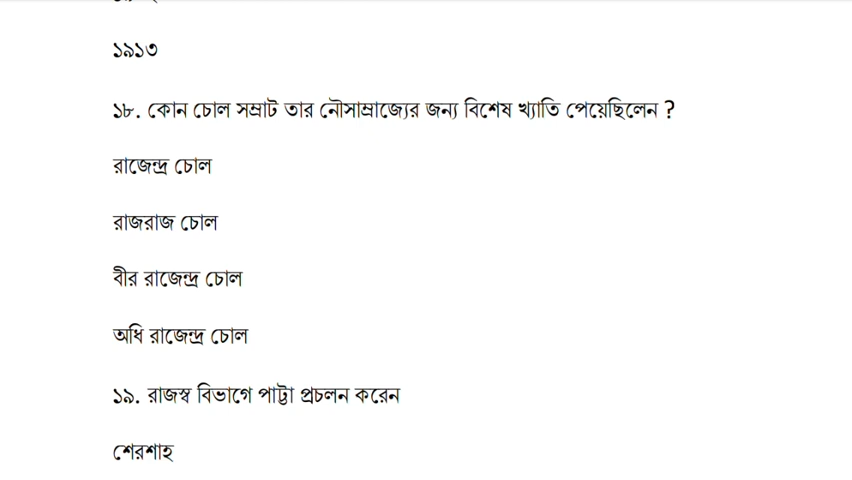 ১৯১৩
১৮. কোন চোল সম্রাট তার নৌসাম্রাজ্যের জন্য বিশেষ খ্যাতি পেয়েছিলেন ?
রাজেন্দ্র চোল
রাজরাজ চোল
বীর রাজেন্দ্র চোল
অধি রাজেন্দ্র চোল
১৯. রাজস্ব বিভাগে পাট্টা প্রচলন করেন
শেরশাহ